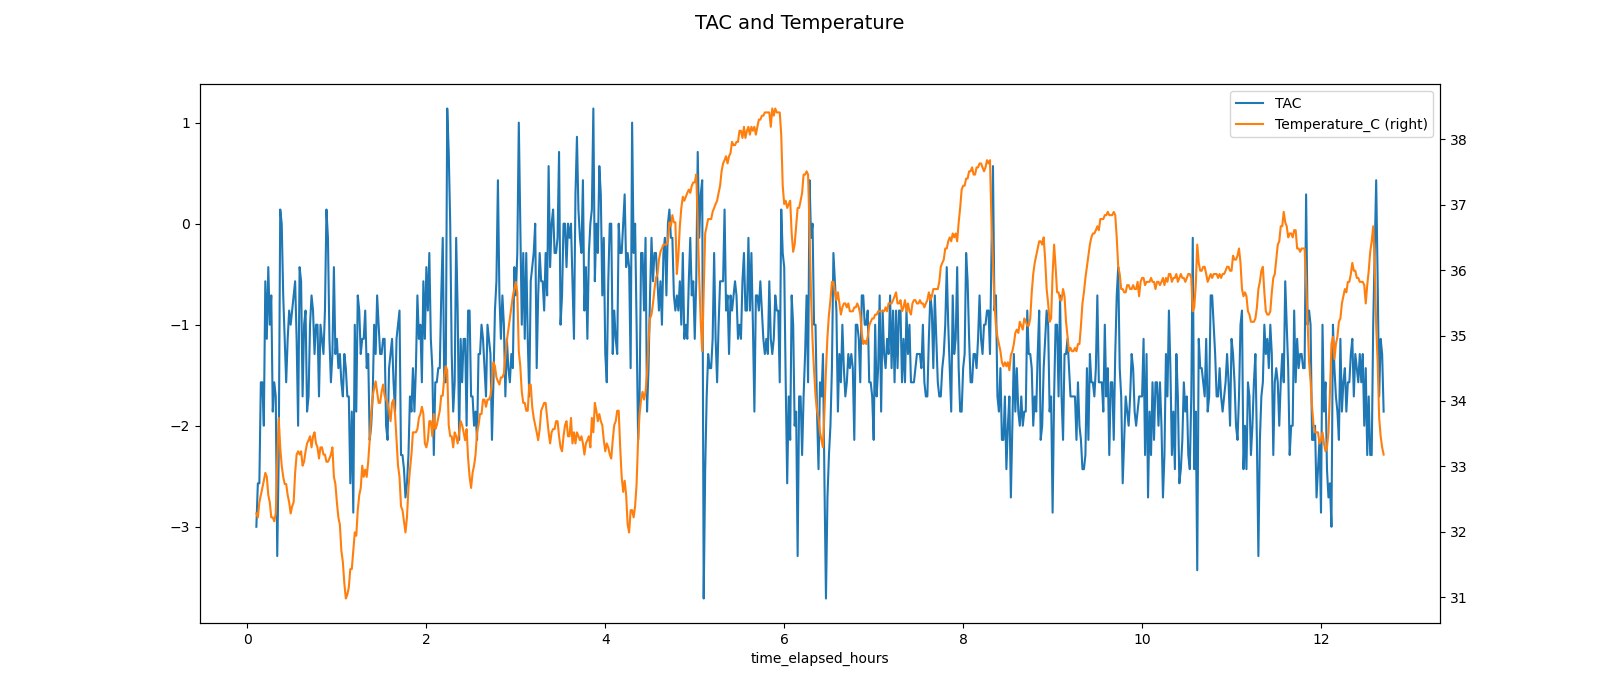 TAC and Temperature
TAC
Temperature_C (right)
1
0
−1
−2
−3
38
37
36
35
34
33
32
31
0 2 4 6 8 10 12
time_elapsed_hours